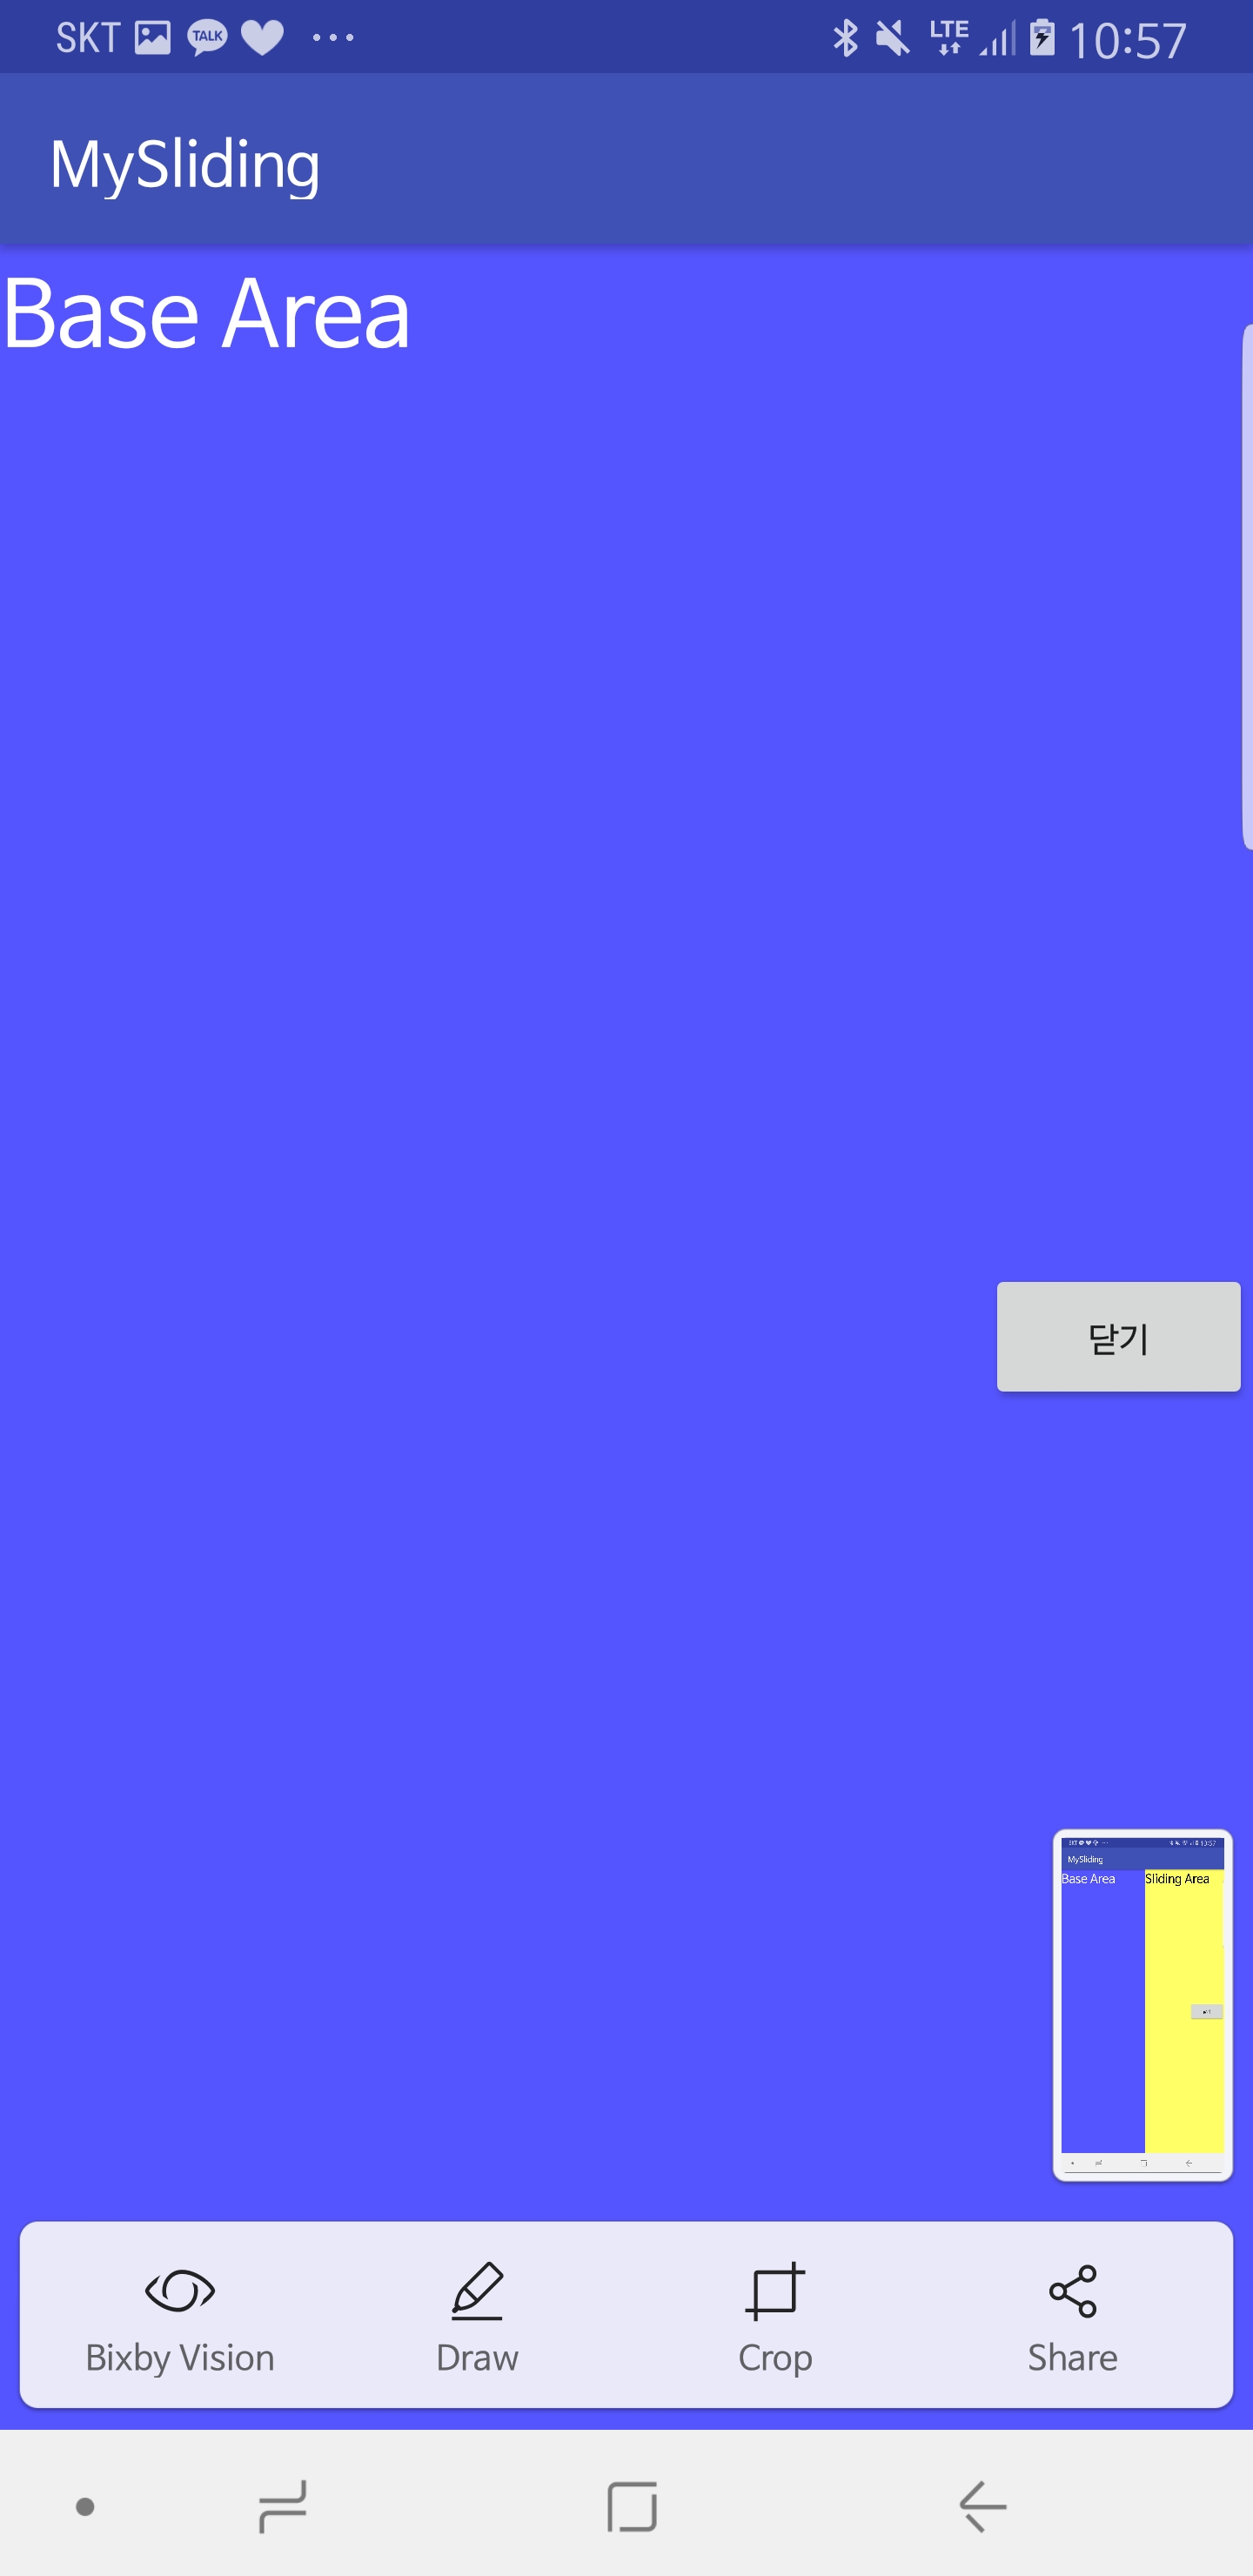 SKT TALK LTE 10:57
MySliding
Base Area
닫기
MySliding
Base Area Sliding Area
Bixby Vision Draw Crop Share